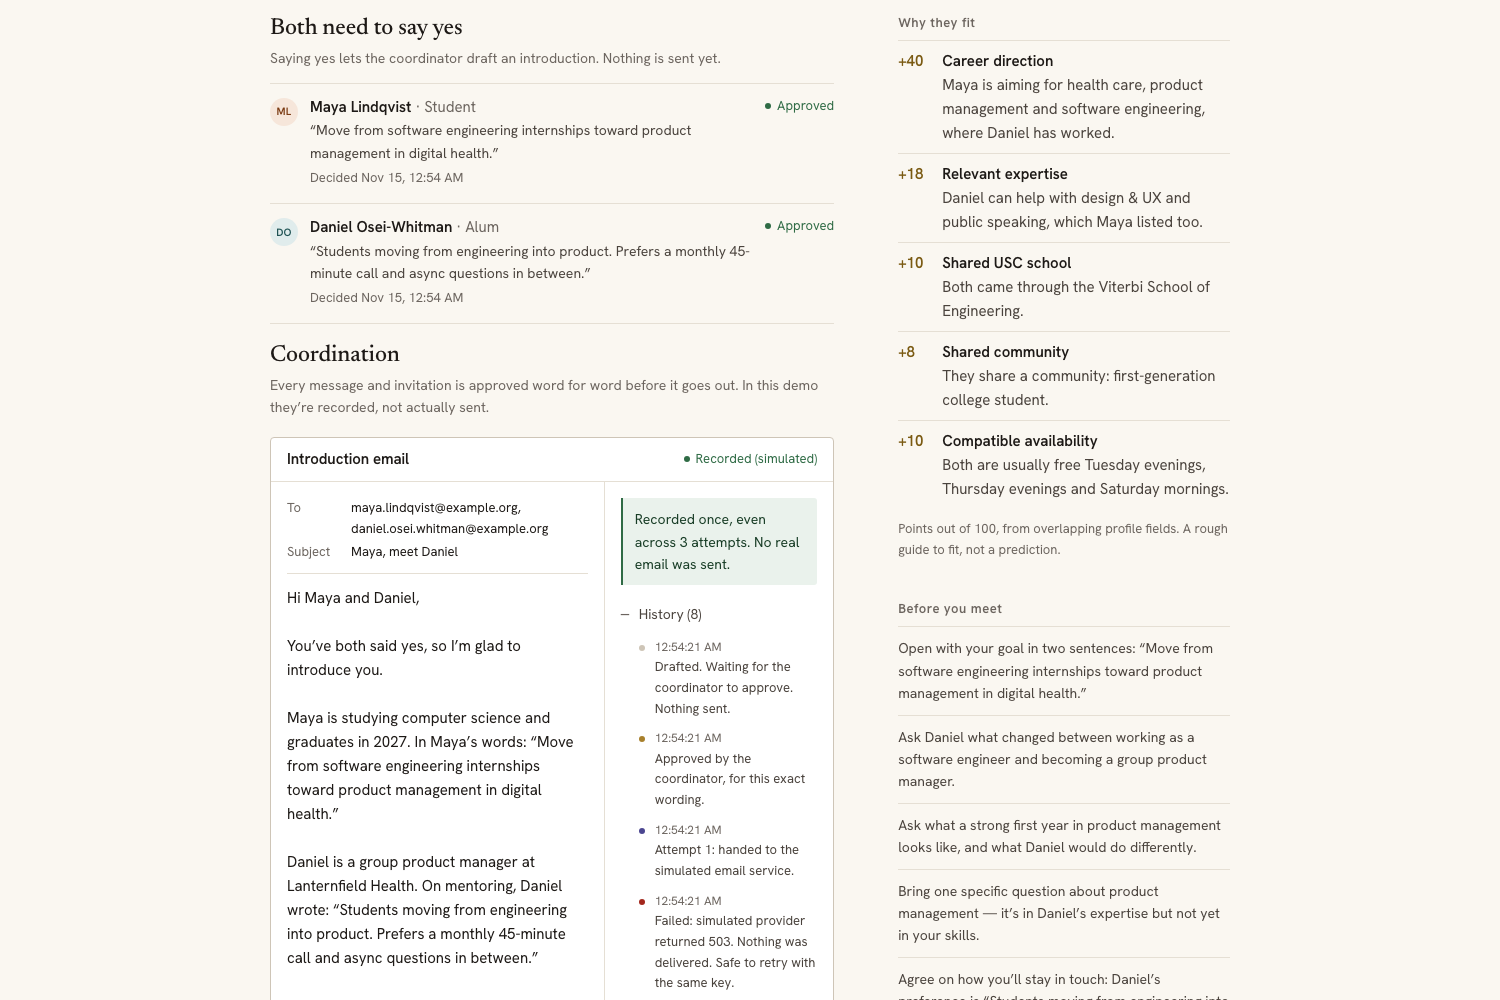 Both need to say yes
Saying yes lets the coordinator draft an introduction. Nothing is sent yet.
ML
Maya Lindqvist · Student
Approved
“Move from software engineering internships toward product
management in digital health.”
Decided Nov 15, 12:54 AM
DO
Daniel Osei-Whitman · Alum
Approved
“Students moving from engineering into product. Prefers a monthly 45-
minute call and async questions in between.”
Decided Nov 15, 12:54 AM
Coordination
Every message and invitation is approved word for word before it goes out. In this demo
they’re recorded, not actually sent.
Introduction email
Recorded (simulated)
To
maya.lindqvist@example.org,
daniel.osei.whitman@example.org
Subject
Maya, meet Daniel
Hi Maya and Daniel,
You’ve both said yes, so I’m glad to
introduce you.
Maya is studying computer science and
graduates in 2027. In Maya’s words: “Move
from software engineering internships
toward product management in digital
health.”
Daniel is a group product manager at
Lanternfield Health. On mentoring, Daniel
wrote: “Students moving from engineering
into product. Prefers a monthly 45-minute
call and async questions in between.”
Recorded once, even
across 3 attempts. No real
email was sent.
– History (8)
12:54:21 AM
Drafted. Waiting for the
coordinator to approve.
Nothing sent.
12:54:21 AM
Approved by the
coordinator, for this exact
wording.
12:54:21 AM
Attempt 1: handed to the
simulated email service.
12:54:21 AM
Failed: simulated provider
returned 503. Nothing was
delivered. Safe to retry with
the same key.
Why they fit
+40 Career direction
Maya is aiming for health care, product
management and software engineering,
where Daniel has worked.
+18 Relevant expertise
Daniel can help with design & UX and
public speaking, which Maya listed too.
+10 Shared USC school
Both came through the Viterbi School of
Engineering.
+8 Shared community
They share a community: first-generation
college student.
+10 Compatible availability
Both are usually free Tuesday evenings,
Thursday evenings and Saturday mornings.
Points out of 100, from overlapping profile fields. A rough
guide to fit, not a prediction.
Before you meet
Open with your goal in two sentences: “Move from
software engineering internships toward product
management in digital health.”
Ask Daniel what changed between working as a
software engineer and becoming a group product
manager.
Ask what a strong first year in product management
looks like, and what Daniel would do differently.
Bring one specific question about product
management — it’s in Daniel’s expertise but not yet
in your skills.
Agree on how you’ll stay in touch: Daniel’s
preference is “Students moving from engineering into